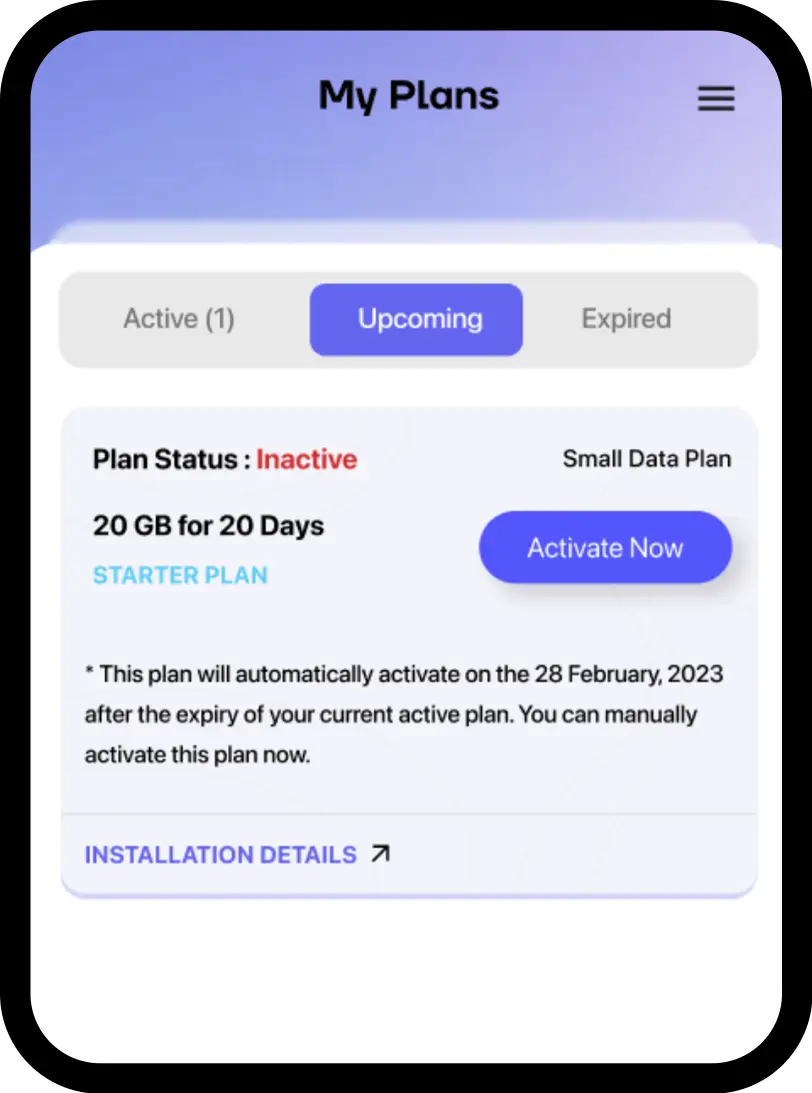 My Plans
Active (1)
Upcoming
Expired
Plan Status : Inactive
Small Data Plan
20 GB for 20 Days
Activate Now
STARTER PLAN
* This plan will automatically activate on the 28 February, 2023
after the expiry of your current active plan. You can manually
activate this plan now.
INSTALLATION DETAILS